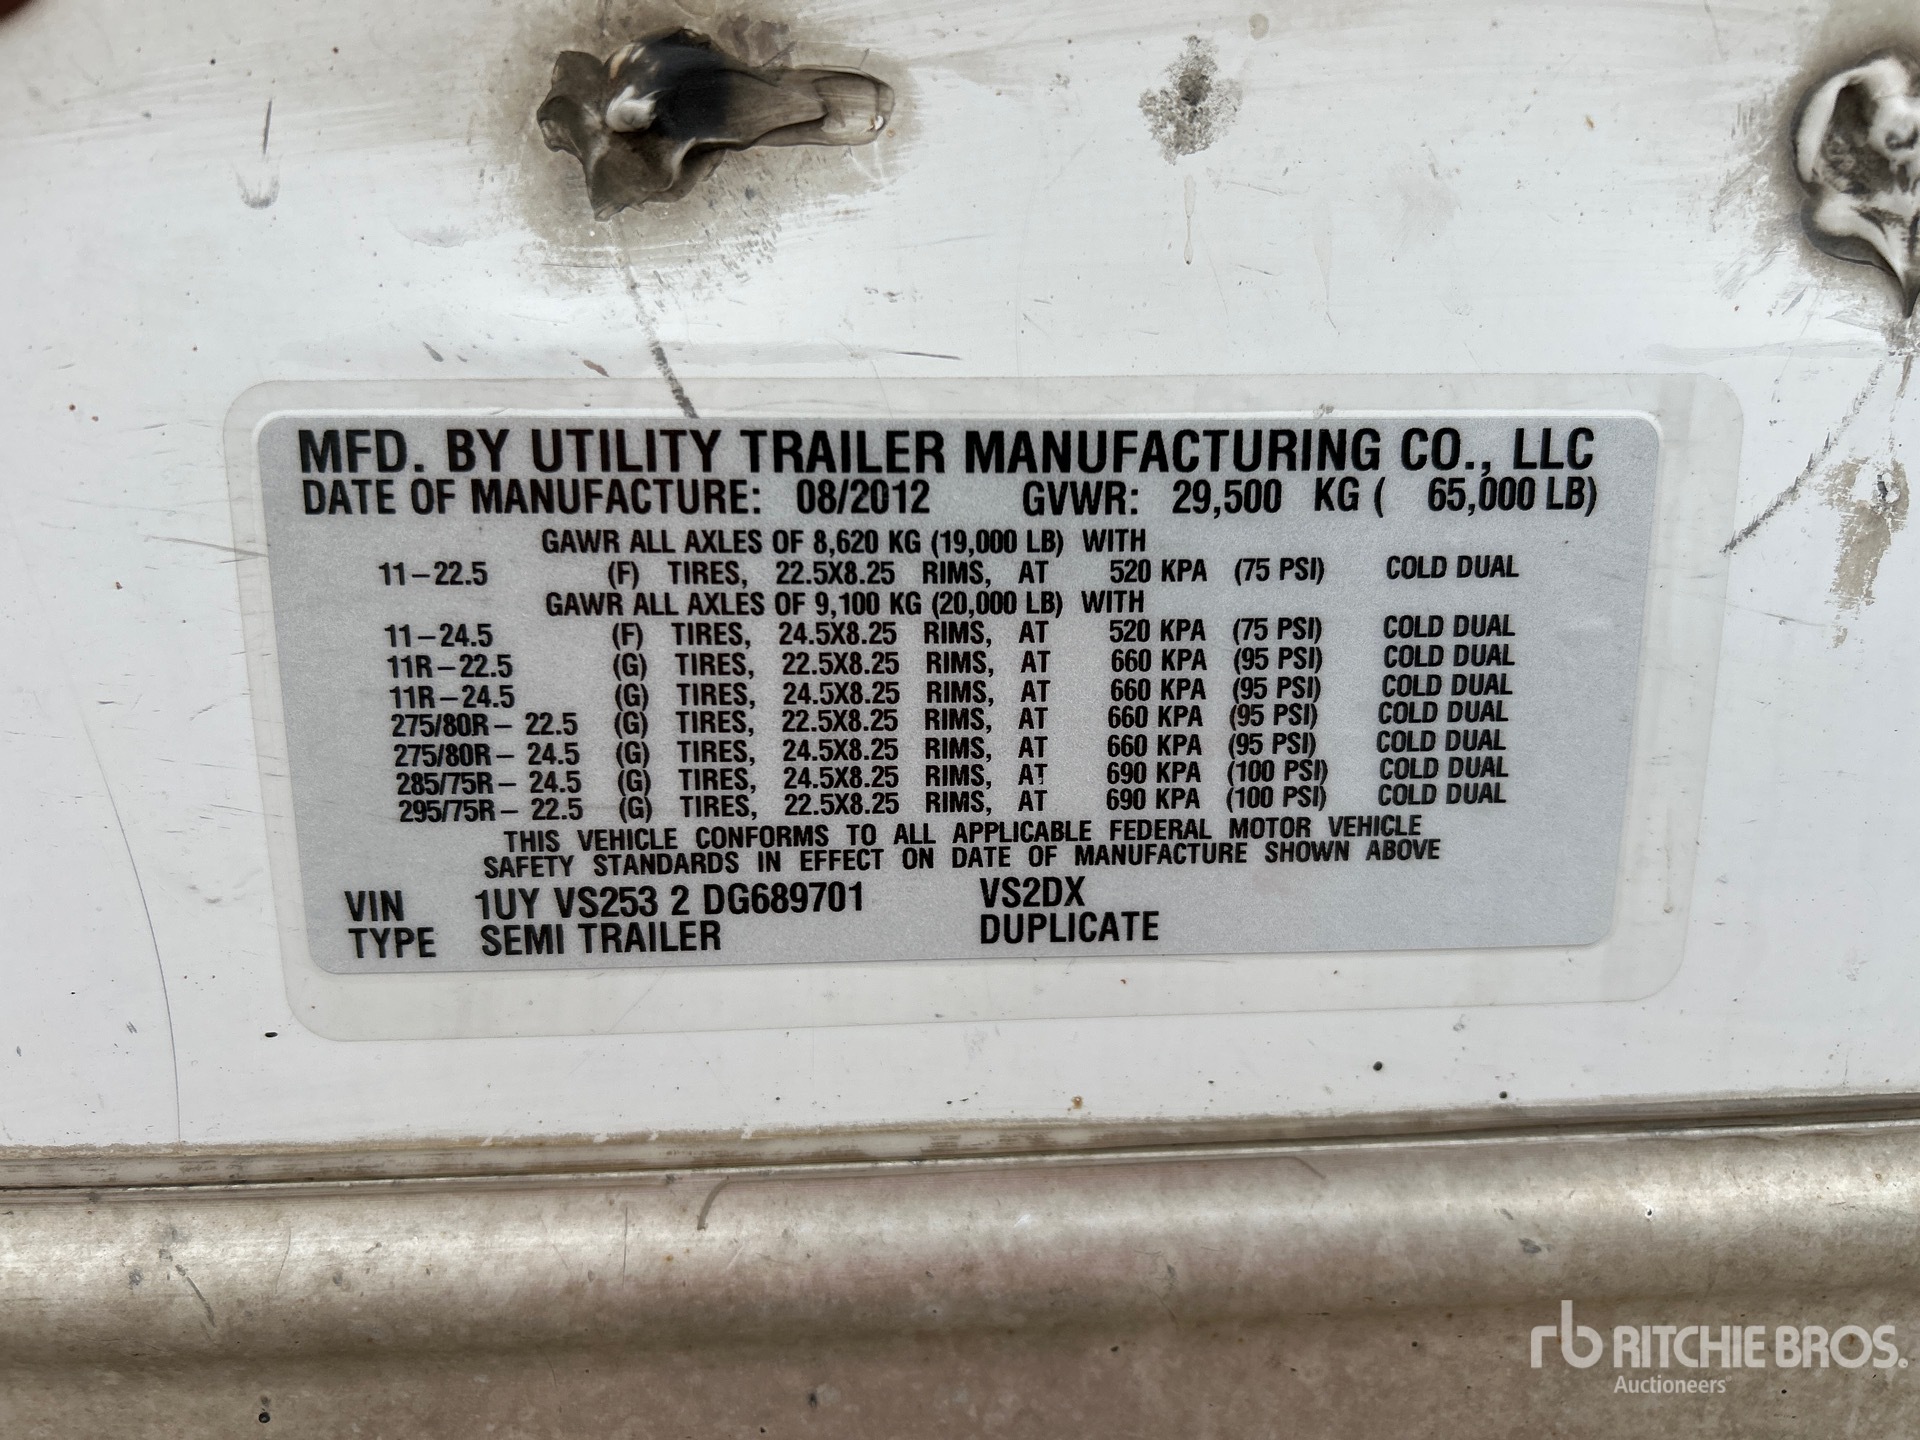 MFD. BY UTILITY TRAILER MANUFACTURING CO., LLC
DATE OF MANUFACTURE: 08/2012 GVWR: 29,500 KG ( 65,000 LB)
GAWR ALL AXLES OF 8,620 KG (19,000 LB) WITH
11-22.5 (F) TIRES, 22.5X8.25 RIMS, AT 520 KPA (75 PSI) COLD DUAL
GAWR ALL AXLES OF 9,100 KG (20,000 LB) WITH
11-24.5 (F) TIRES, 24.5X8.25 RIMS, AT 520 KPA (75 PSI) COLD DUAL
11R-22.5 (G) TIRES, 22.5X8.25 RIMS, AT 660 KPA (95 PSI) COLD DUAL
11R-24.5 (G) TIRES, 24.5X8.25 RIMS, AT 660 KPA (95 PSI) COLD DUAL
275/80R- 22.5 (G) TIRES, 22.5X8.25 RIMS, AT 660 KPA (95 PSI) COLD DUAL
275/80R- 24.5 (G) TIRES, 24.5X8.25 RIMS, AT 660 KPA (95 PSI) COLD DUAL
285/75R- 24.5 (G) TIRES, 24.5X8.25 RIMS, AT 690 KPA (100 PSI) COLD DUAL
295/75R- 22.5 (G) TIRES, 22.5X8.25 RIMS, AT 690 KPA (100 PSI) COLD DUAL
THIS VEHICLE CONFORMS TO ALL APPLICABLE FEDERAL MOTOR VEHICLE
SAFETY STANDARDS IN EFFECT ON DATE OF MANUFACTURE SHOWN ABOVE
VIN 1UY VS253 2 DG689701 VS2DX
TYPE SEMI TRAILER DUPLICATE
rb RITCHIE BROS.
Auctioneers